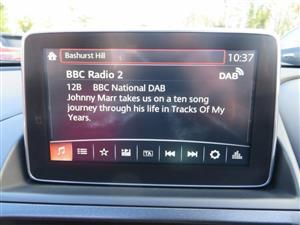 Bashurst Hill 10:37
BBC Radio 2 DAB
12B BBC National DAB
Johnny Marr takes us on a ten song
journey through his life in Tracks Of My
Years.
TA